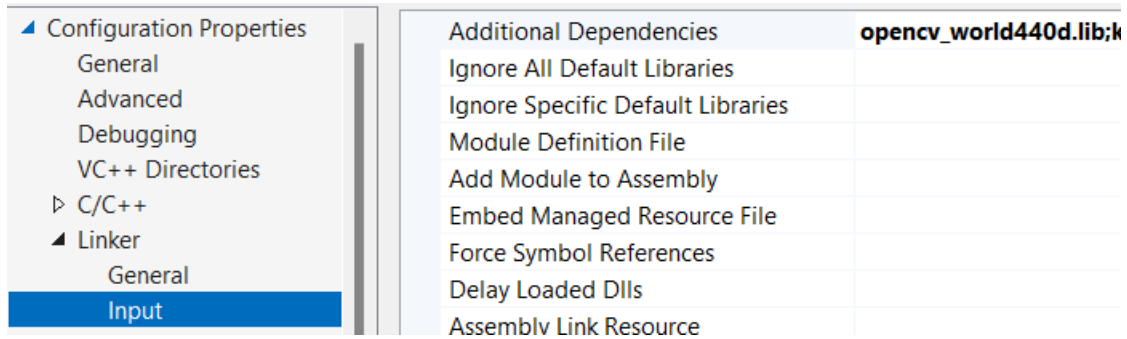 Configuration Properties
General
Advanced
Debugging
VC++ Directories
C/C++
Linker
General
Input
Additional Dependencies opencv_world440d.lib;k
Ignore All Default Libraries
Ignore Specific Default Libraries
Module Definition File
Add Module to Assembly
Embed Managed Resource File
Force Symbol References
Delay Loaded Dlls
Assembly Link Resource